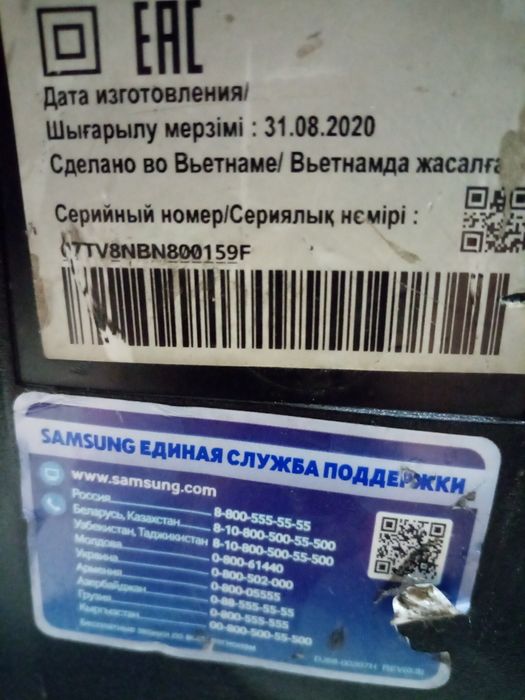 EAC
Дата изготовления/
Шығарылу мерзімі : 31.08.2020
Сделано во Вьетнаме/ Вьетнамда жасалға
Серийный номер/Сериялық нөмірі :
7TV8NBN800159F
SAMSUNG ЕДИНАЯ СЛУЖБА ПОДДЕРЖКИ
www.samsung.com
Россия 8-800-555-55-55
Беларусь, Казахстан 8-10-800-500-55-500
Узбекистан, Таджикистан 8-10-800-500-55-500
Молдова 0-800-61440
Украина 0-800-502-000
Армения 0-800-05555
Азербайджан 0-88-555-55-55
Грузия 0-800-555-555
Кыргызстан 00-800-500-55-500
Бесплатные звонки по